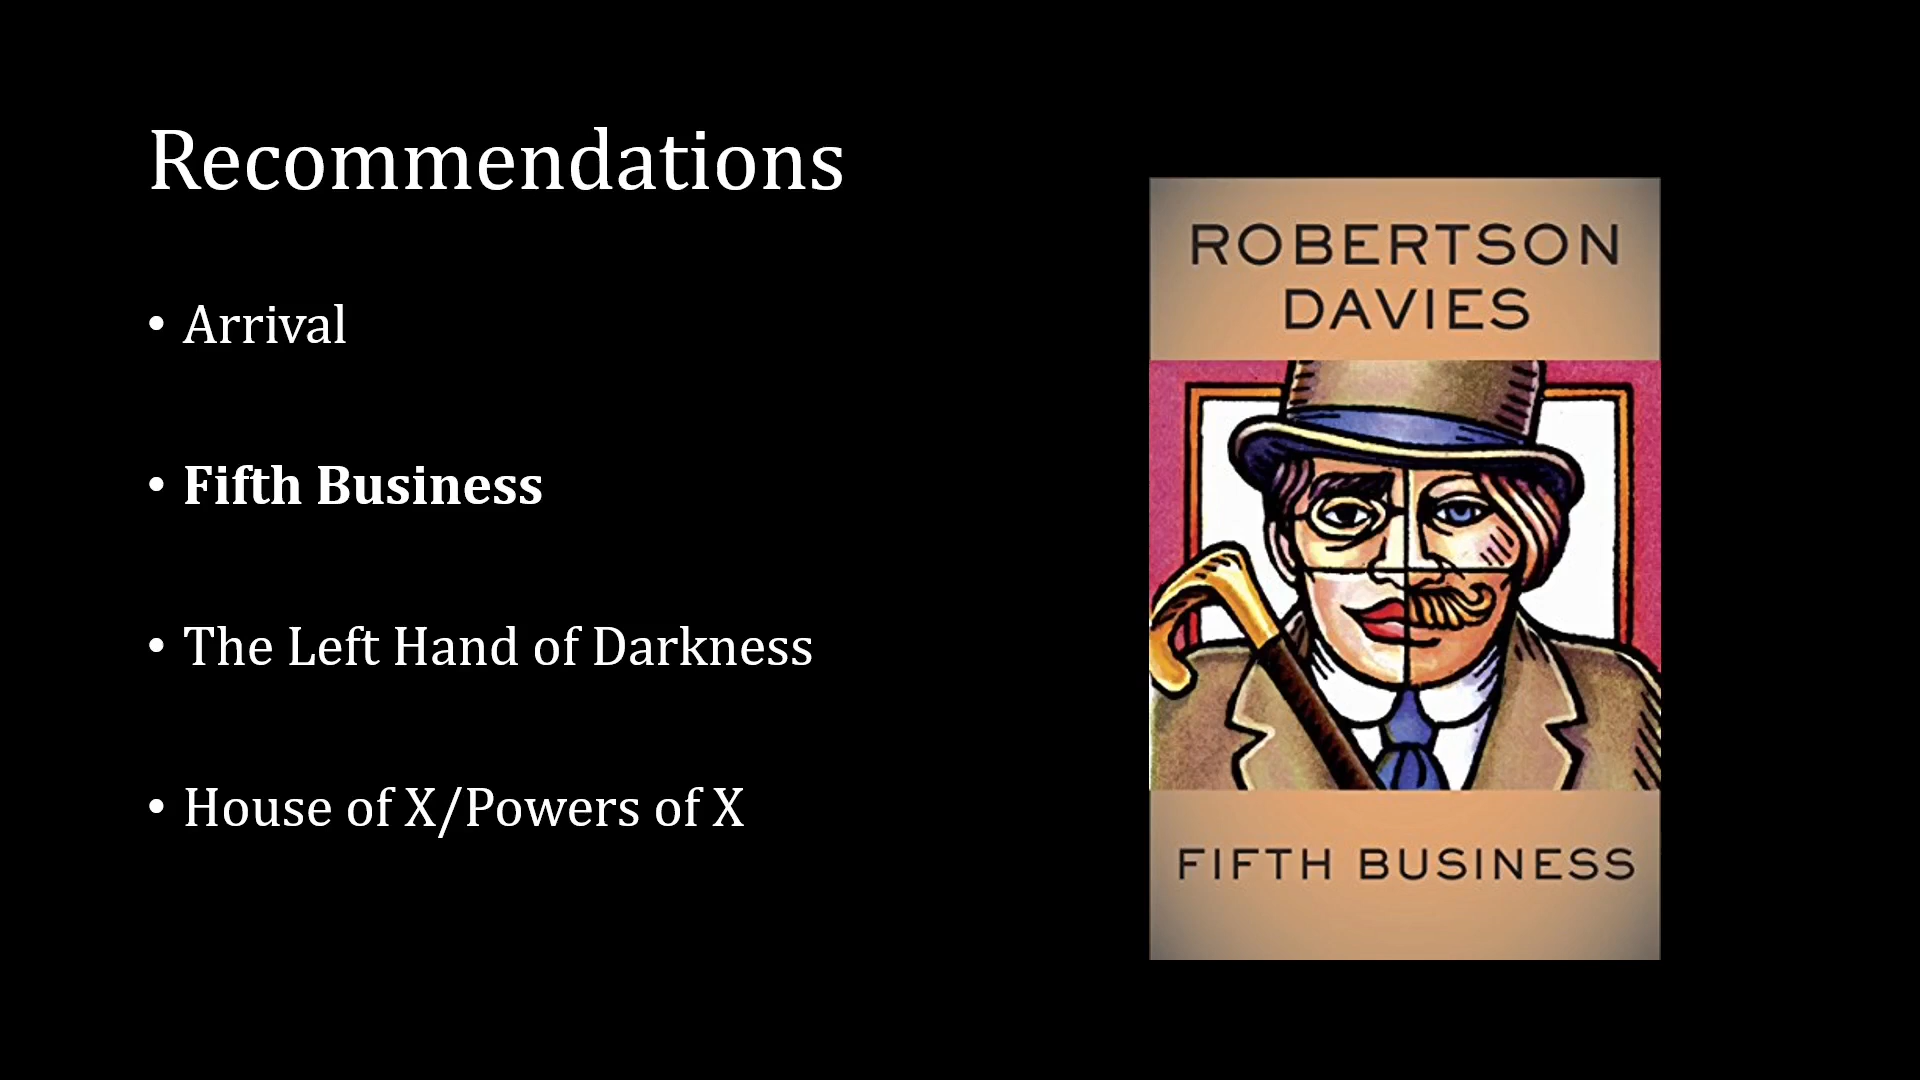 Recommendations
• Arrival
• Fifth Business
• The Left Hand of Darkness
• House of X/Powers of X
ROBERTSON
DAVIES
FIFTH BUSINESS